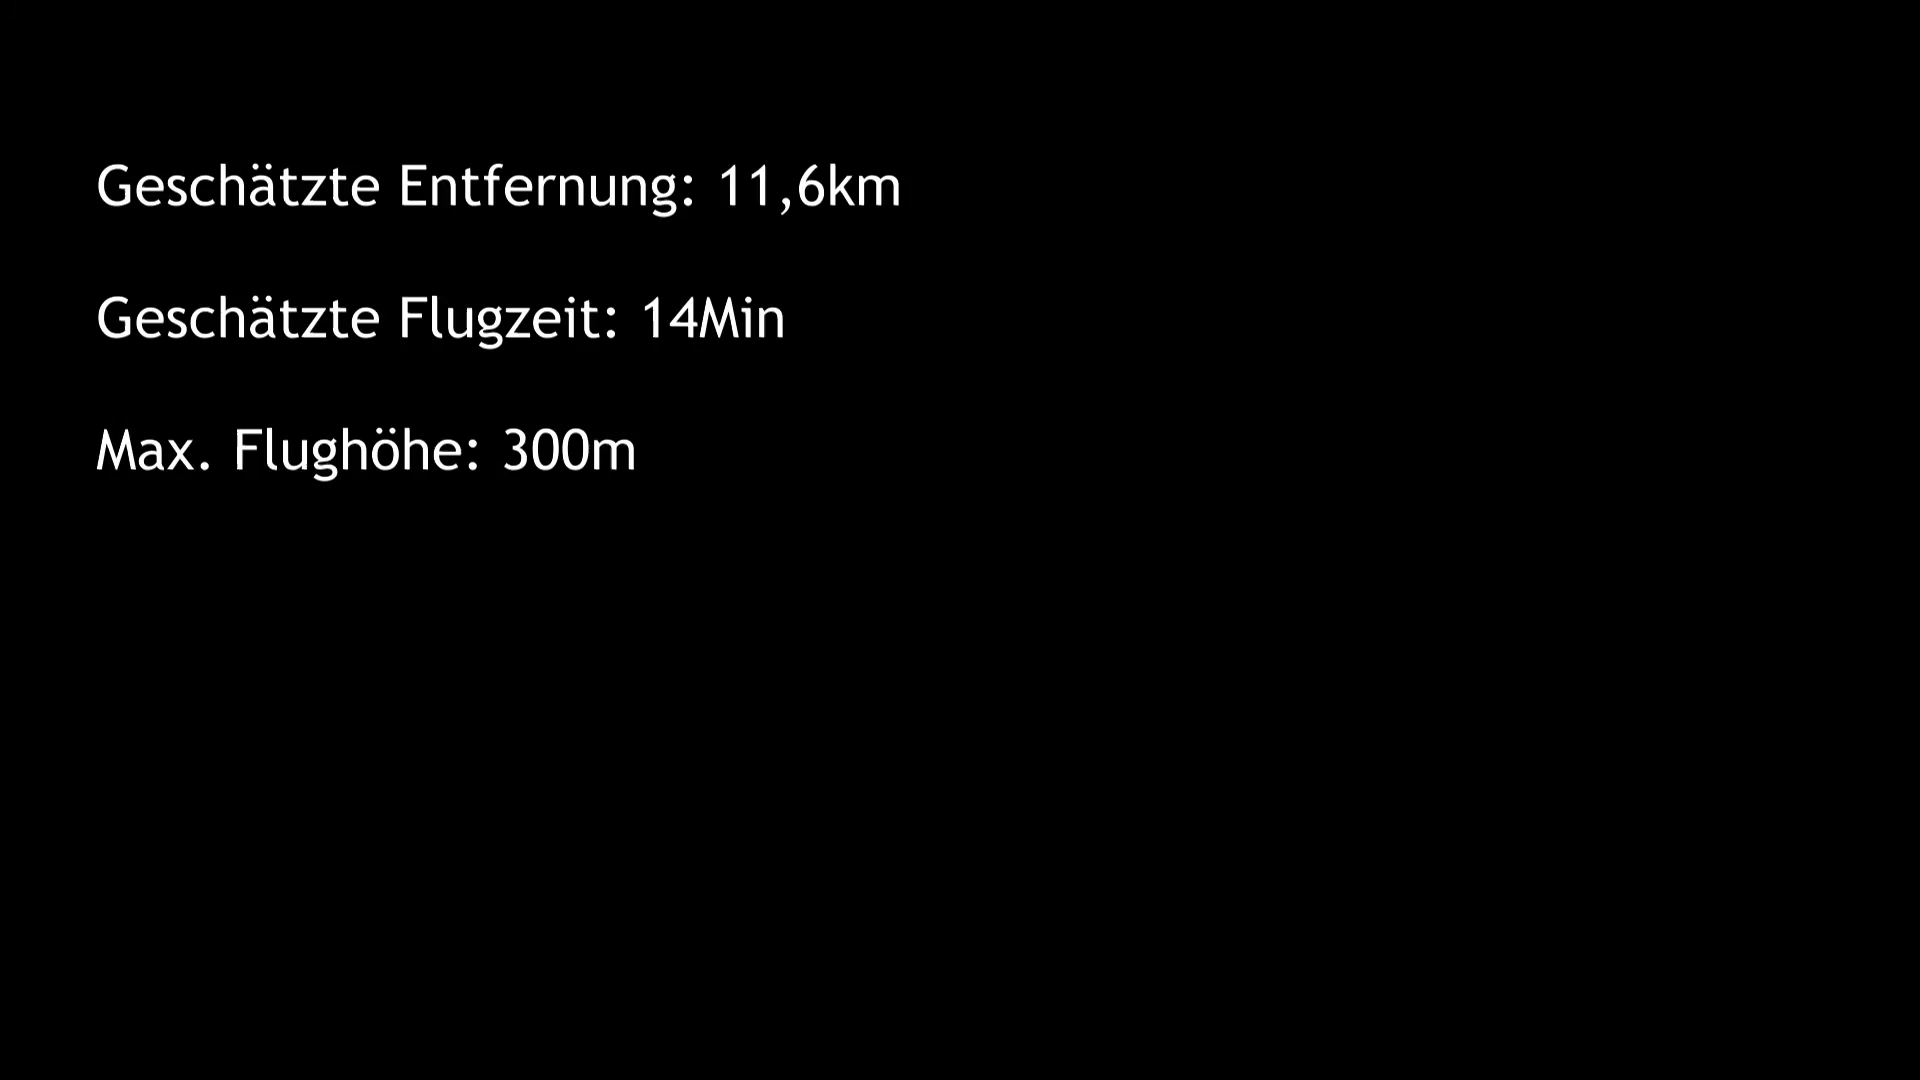 Geschätzte Entfernung: 11,6km
Geschätzte Flugzeit: 14Min
Max. Flughöhe: 300m